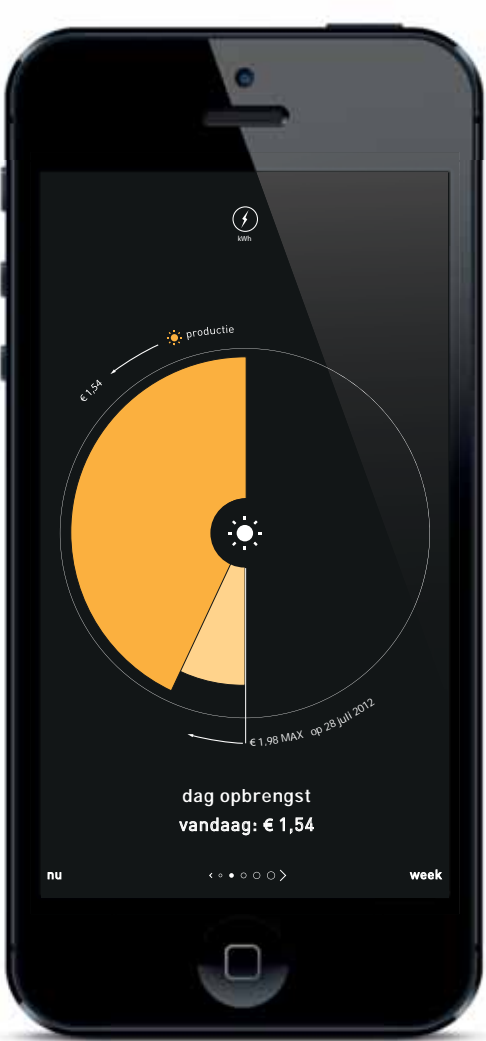 kWh
productie
€ 1,54
€ 1,98 MAX op 28 juli 2012
dag opbrengst
vandaag: € 1,54
nu
week